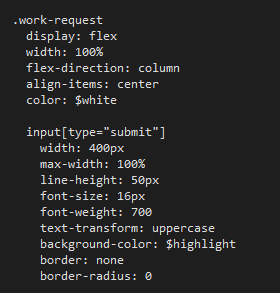 .work-request
display: flex
width: 100%
flex-direction: column
align-items: center
color: $white
input[type="submit"]
width: 400px
max-width: 100%
line-height: 50px
font-size: 16px
font-weight: 700
text-transform: uppercase
background-color: $highlight
border: none
border-radius: 0